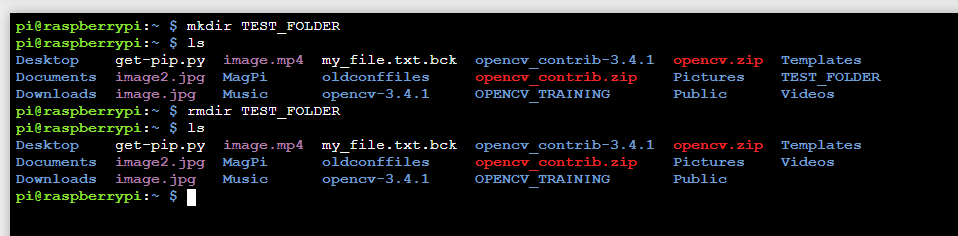 pi@raspberrypi:~ $ mkdir TEST_FOLDER
pi@raspberrypi:~ $ ls
Desktop    get-pip.py  image.mp4  my_file.txt.bck  opencv_contrib-3.4.1  opencv.zip  Templates
Documents  image2.jpg  MagPi      oldconffiles     opencv_contrib.zip    Pictures    TEST_FOLDER
Downloads  image.jpg   Music      opencv-3.4.1     OPENCV_TRAINING       Public      Videos
pi@raspberrypi:~ $ rmdir TEST_FOLDER
pi@raspberrypi:~ $ ls
Desktop    get-pip.py  image.mp4  my_file.txt.bck  opencv_contrib-3.4.1  opencv.zip  Templates
Documents  image2.jpg  MagPi      oldconffiles     opencv_contrib.zip    Pictures    Videos
Downloads  image.jpg   Music      opencv-3.4.1     OPENCV_TRAINING       Public
pi@raspberrypi:~ $